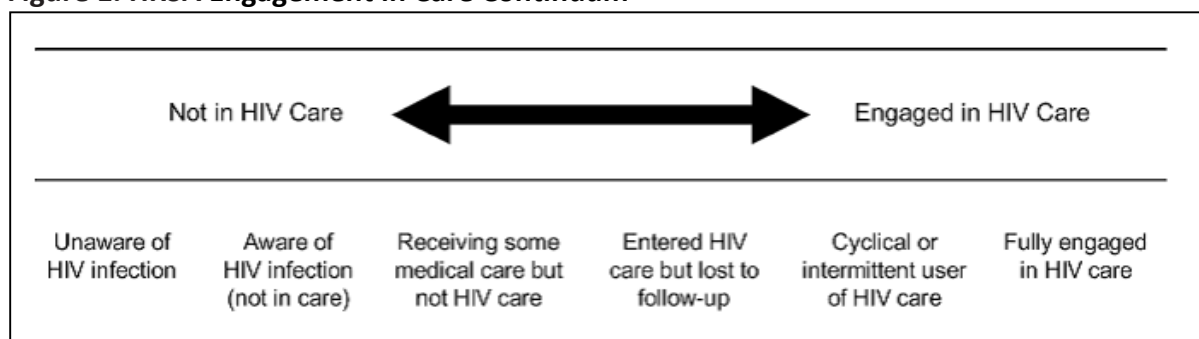 Figure Engagement in Care Continuum
Not in HIV Care
Engaged in HIV Care
Unaware of
HIV infection
Aware of
HIV infection
(not in care)
Receiving some
medical care but
not HIV care
Entered HIV
care but lost to
follow-up
Cyclical or
intermittent user
of HIV care
Fully engaged
in HIV care